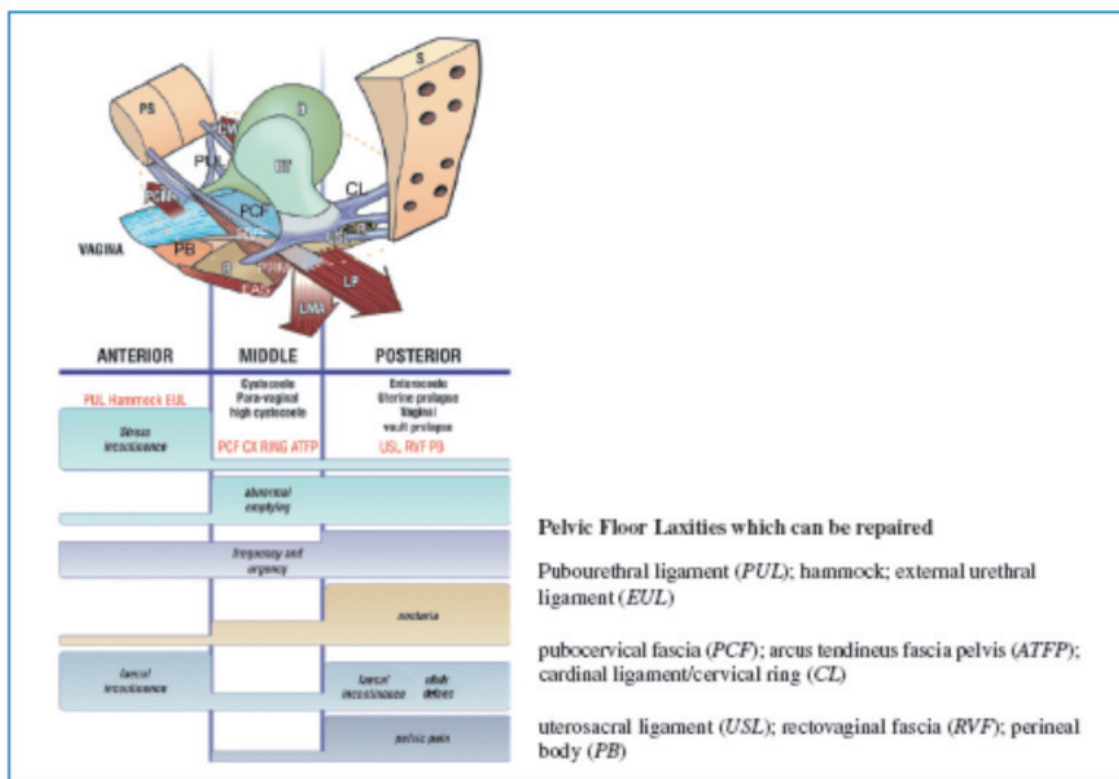 S
PS
B
UT
PUL
CL
PCM
PCF
VAGINA
USL
PB
R
PRM
LP
EAS
LMA
ANTERIOR
MIDDLE
POSTERIOR
PUL Hammock EUL
Cystocoele
Para-vaginal
high cystocoele
Enterocoele
Uterine prolapse
Vaginal
vault prolapse
Stress
incontinence
PCF CX RING ATFP
USL RVF PB
abnormal
emptying
frequency and
urgency
nocturia
faecal
incontinence
faecal
incontinence
pelvic pain
Pelvic Floor Laxities which can be repaired
Pubourethral ligament (PUL); hammock; external urethral
ligament (EUL)
pubocervical fascia (PCF); arcus tendineus fascia pelvis (ATFP);
cardinal ligament/cervical ring (CL)
uterosacral ligament (USL); rectovaginal fascia (RVF); perineal
body (PB)